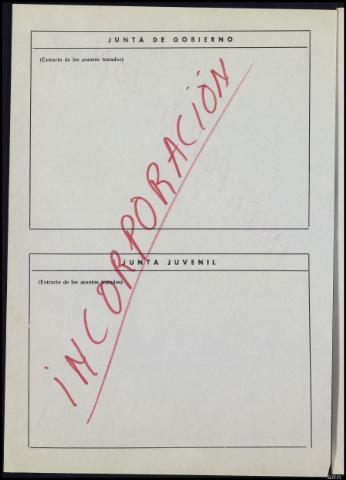 JUNTA DE GOBIERNO
(Extracto de los asuntos tratados)
INCORPORACIÓN
JUNTA JUVENIL
(Extracto de los asuntos tratados)